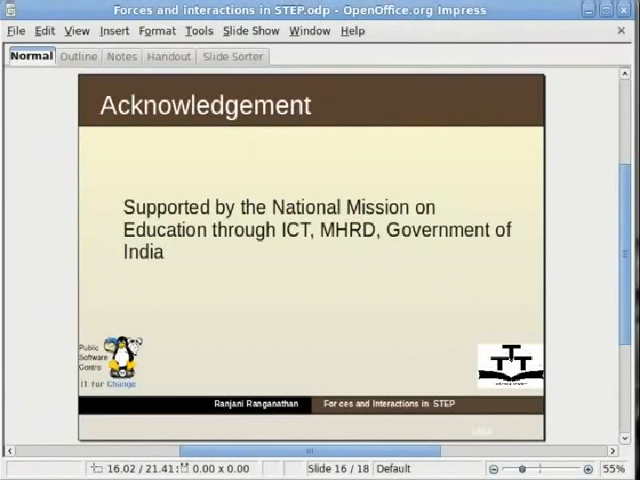 Forces and interactions in STEP.odp - OpenOffice.org Impress
File Edit View Insert Format Tools Slide Show Window Help
Normal Outline Notes Handout Slide Sorter
Acknowledgement
Supported by the National Mission on
Education through ICT, MHRD, Government of
India
Public
Software
Centre
IT for Change
Ranjani Ranganathan Forces and Interactions in STEP
16.02 / 21.41 0.00 x 0.00 Slide 16 / 18 Default 55%